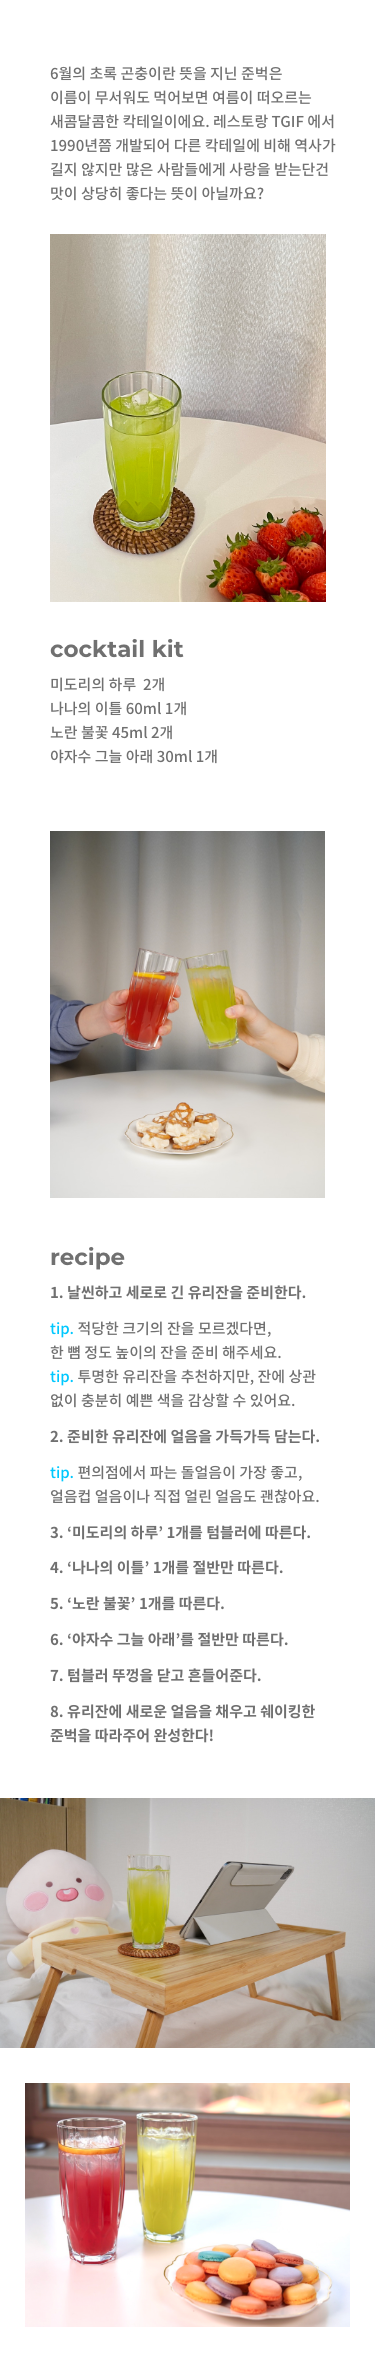 6월의 초록 곤충이란 뜻을 지닌 준벅은
이름이 무서워도 먹어보면 여름이 떠오르는
새콤달콤한 칵테일이에요. 레스토랑 TGIF 에서
1990년쯤 개발되어 다른 칵테일에 비해 역사가
길지 않지만 많은 사람들에게 사랑을 받는단건
맛이 상당히 좋다는 뜻이 아닐까요?
cocktail kit
미도리의 하루 2개
나나의 이틀 60ml 1개
노란 불꽃 45ml 2개
야자수 그늘 아래 30ml 1개
recipe
1. 날씬하고 세로로 긴 유리잔을 준비한다.
tip. 적당한 크기의 잔을 모르겠다면,
한 뼘 정도 높이의 잔을 준비 해주세요.
tip. 투명한 유리잔을 추천하지만, 잔에 상관
없이 충분히 예쁜 색을 감상할 수 있어요.
2. 준비한 유리잔에 얼음을 가득가득 담는다.
tip. 편의점에서 파는 돌얼음이 가장 좋고,
얼음컵 얼음이나 직접 얼린 얼음도 괜찮아요.
3. ‘미도리의 하루’ 1개를 텀블러에 따른다.
4. ‘나나의 이틀’ 1개를 절반만 따른다.
5. ‘노란 불꽃’ 1개를 따른다.
6. ‘야자수 그늘 아래’를 절반만 따른다.
7. 텀블러 뚜껑을 닫고 흔들어준다.
8. 유리잔에 새로운 얼음을 채우고 쉐이킹한
준벅을 따라주어 완성한다!